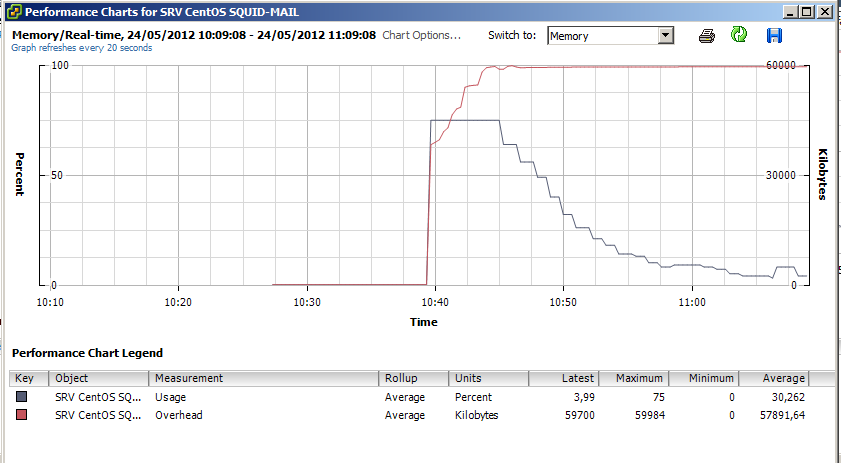 Performance Charts for SRV CentOS SQUID-MAIL
Memory/Real-time, 24/05/2012 10:09:08 - 24/05/2012 11:09:08 Chart Options... Switch to: Memory
Graph refreshes every 20 seconds
100 60000
Percent 50 30000 Kilobytes
0 0
10:10 10:20 10:30 10:40 10:50 11:00
Time
Performance Chart Legend
Key Object Measurement Rollup Units Latest Maximum Minimum Average
SRV CentOS SQ... Usage Average Percent 3,99 75 0 30,262
SRV CentOS SQ... Overhead Average Kilobytes 59700 59984 0 57891,64